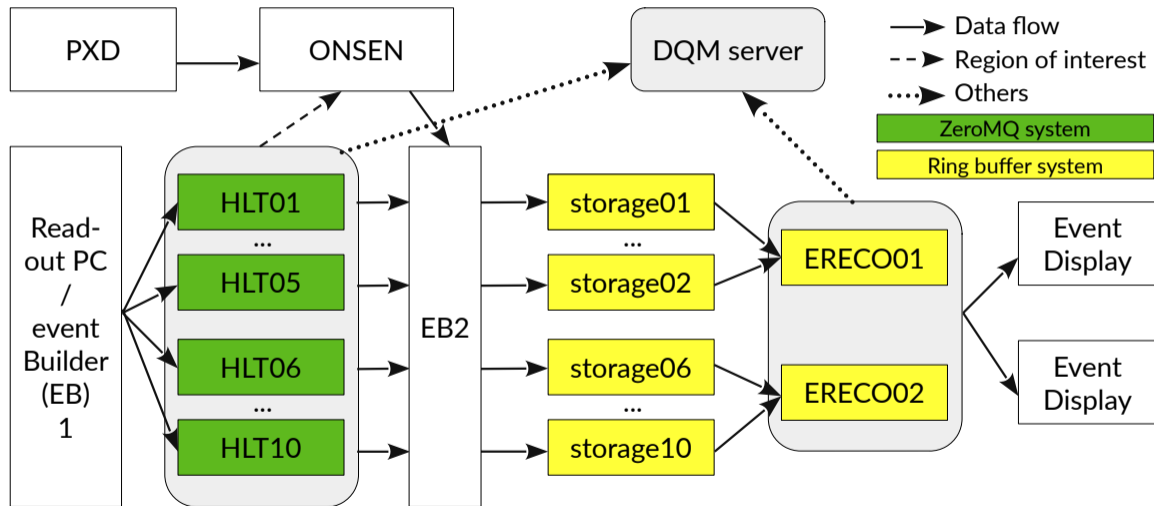 PXD
ONSEN
DQM server
Data flow
Region of interest
Others
ZeroMQ system
Ring buffer system
Read-
out PC
/
event
Builder
(EB)
1
HLT01
...
HLT05
HLT06
...
HLT10
EB2
storage01
...
storage02
storage06
...
storage10
ERECO01
ERECO02
Event
Display
Event
Display